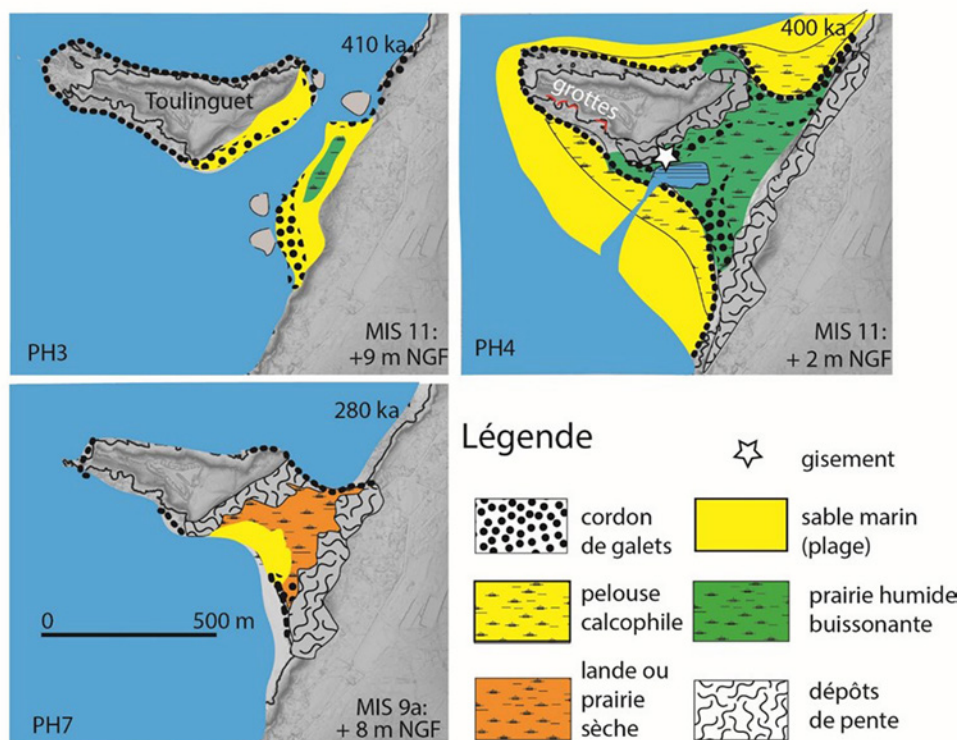 410 ka
Toulinguet
PH3
MIS 11:
+9 m NGF
400 ka
grottes
PH4
MIS 11:
+ 2 m NGF
280 ka
0
500 m
PH7
MIS 9a:
+ 8 m NGF
Légende
gisement
cordon
de galets
sable marin
(plage)
pelouse
calcophile
prairie humide
buissonante
lande ou
prairie
sèche
dépôts
de pente